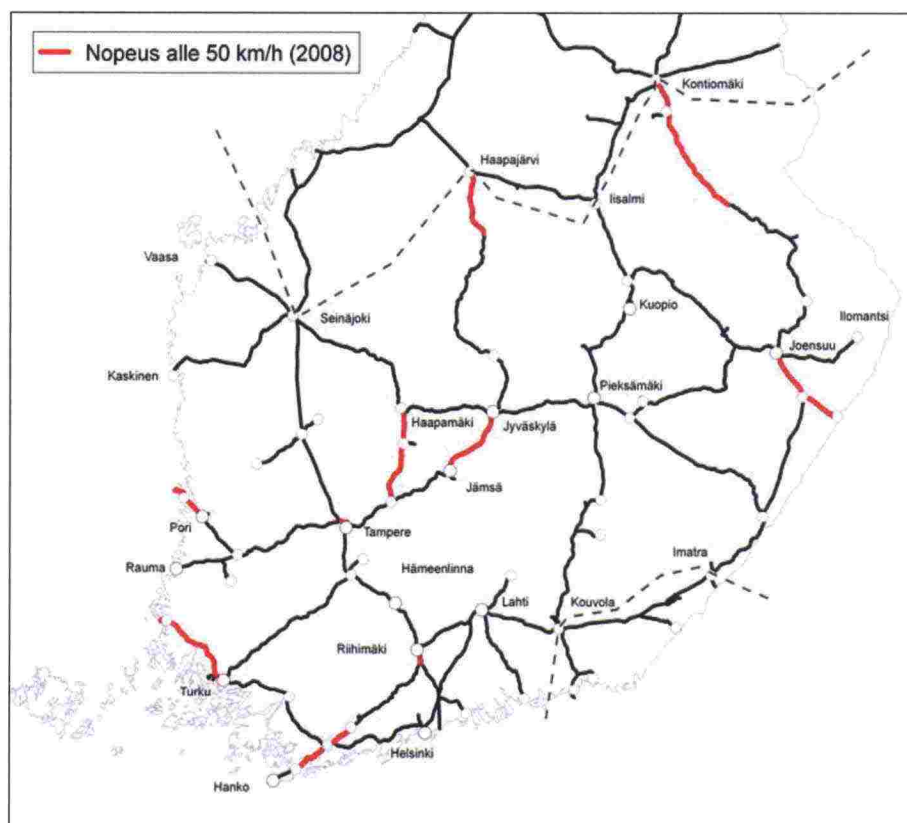 Nopeus alle 50 km/h (2008)
Kontiomäki
Haapajärvi
Iisalmi
Vaasa
Kuopio
Ilomantsi
Seinäjoki
Joensuu
Kaskinen
Pieksämäki
Haapamäki
Jyväskylä
Jämsä
Pori
Tampere
Imatra
Rauma
Hämeenlinna
Lahti
Kouvola
Riihimäki
Turku
Helsinki
Hanko